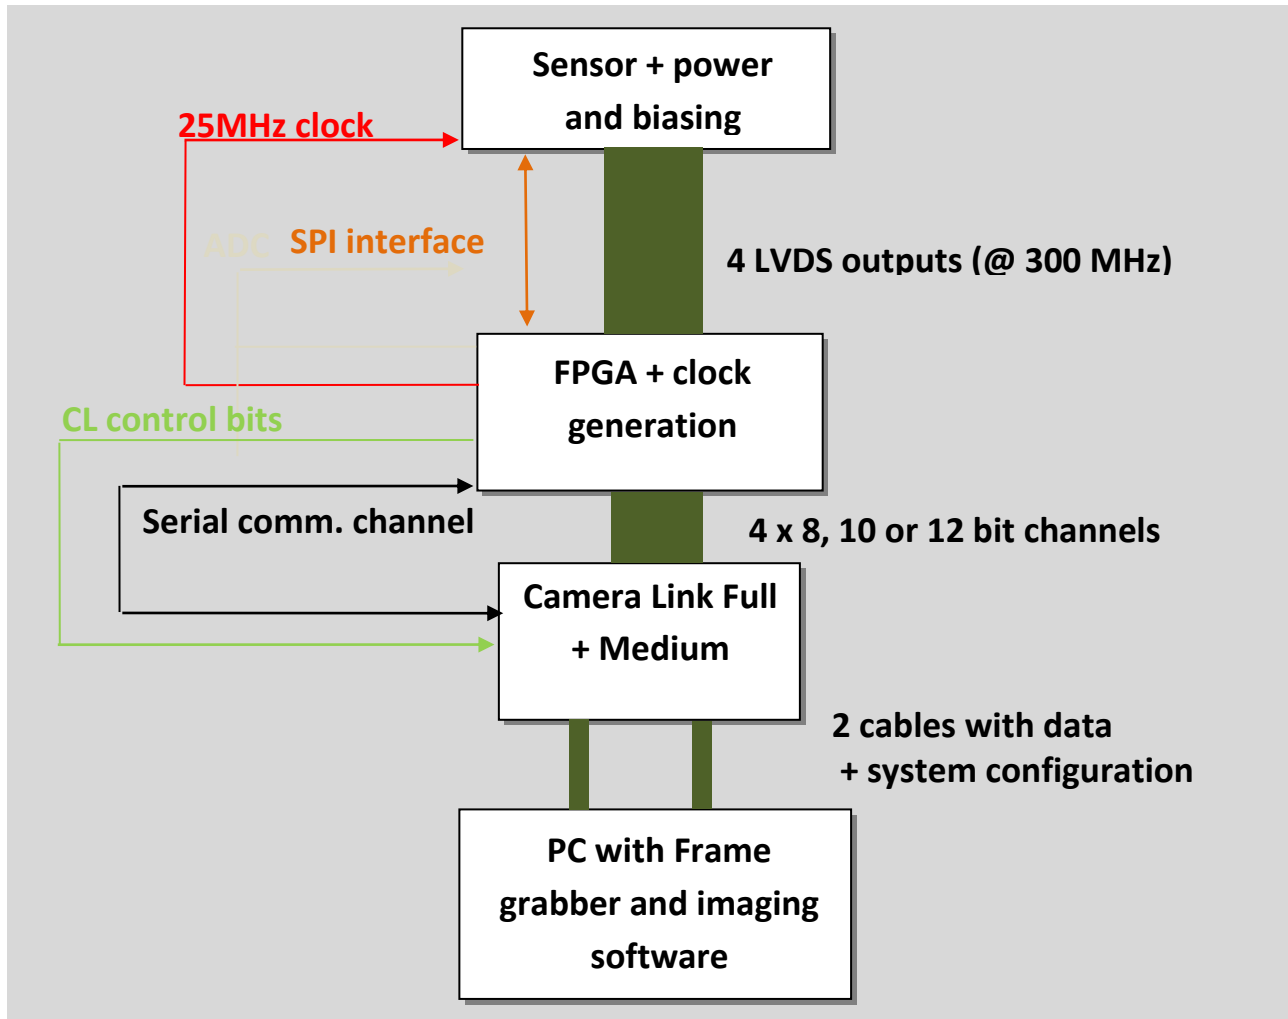 Sensor + power
and biasing
25MHz clock
ADC
SPI interface
4 LVDS outputs (@ 300 MHz)
FPGA + clock
generation
CL control bits
Serial comm. channel
4 x 8, 10 or 12 bit channels
Camera Link Full
+ Medium
2 cables with data
+ system configuration
PC with Frame
grabber and imaging
software